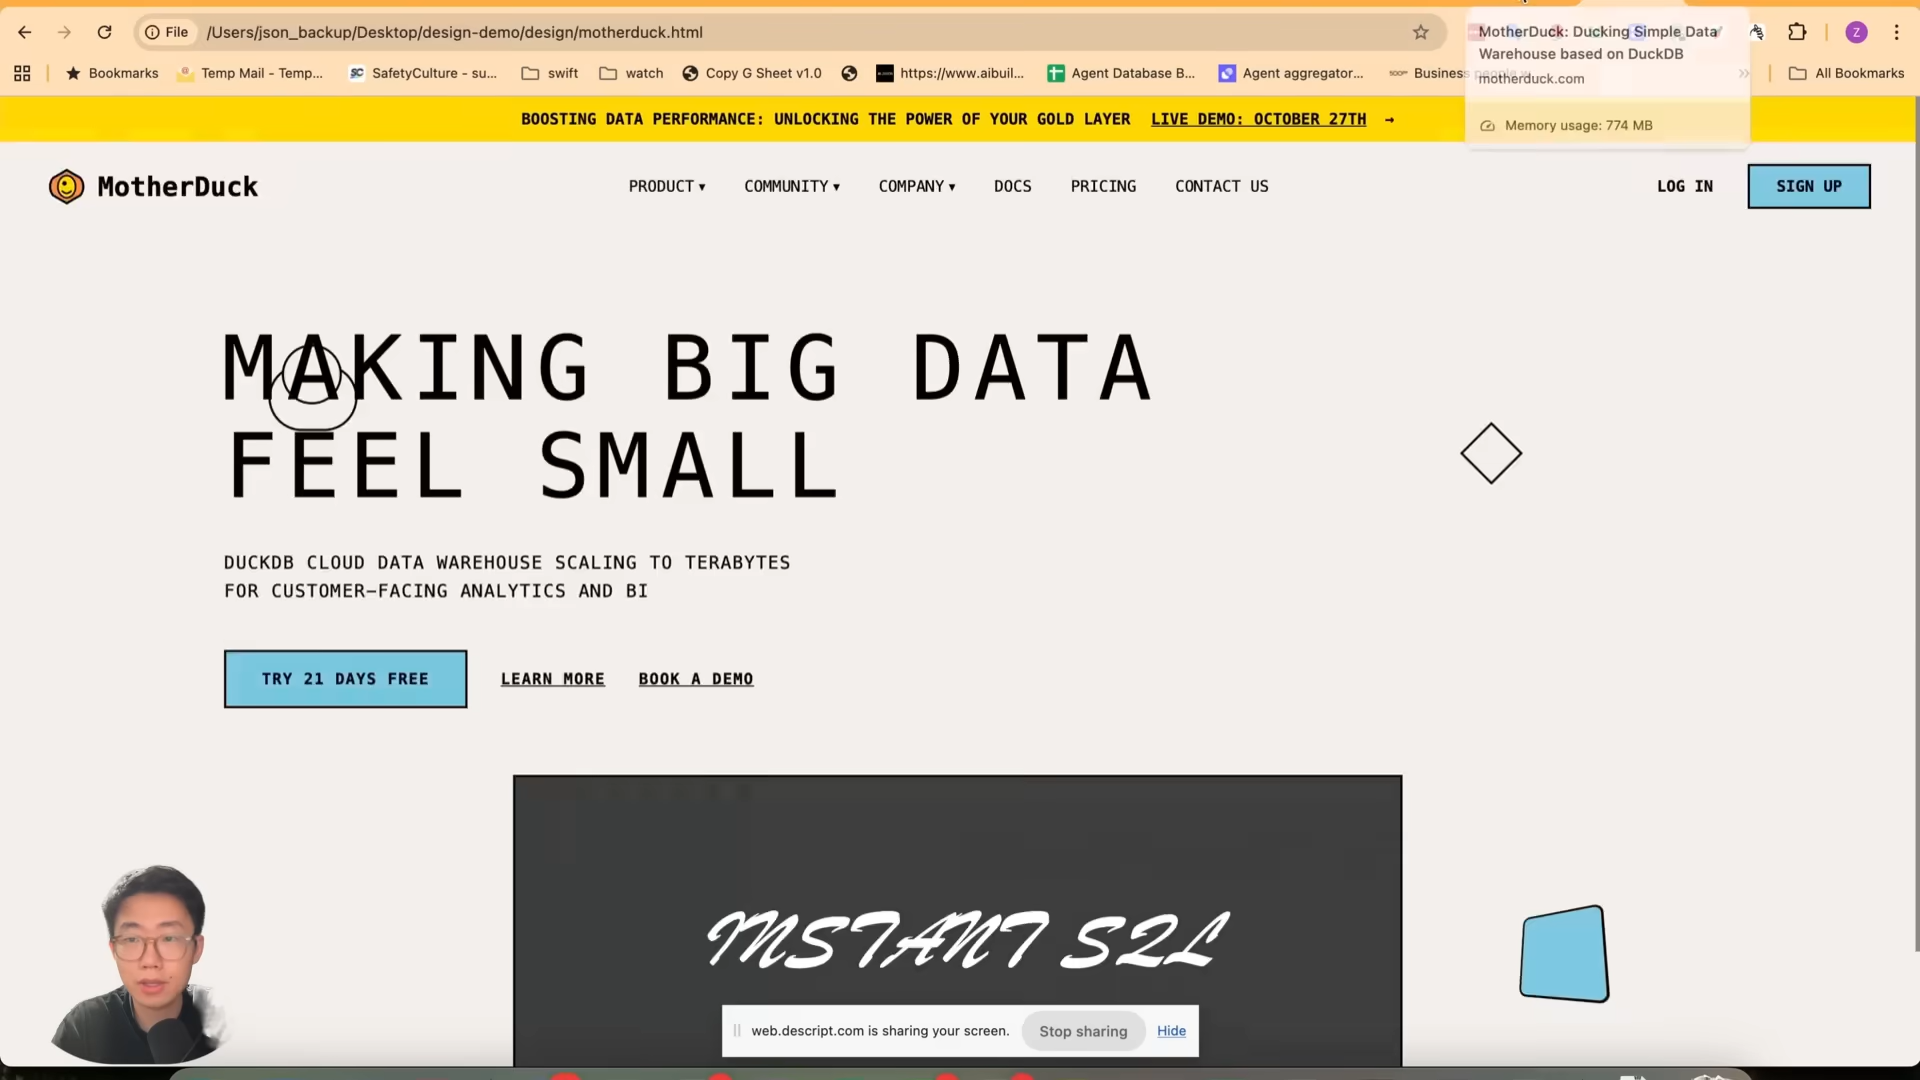 File
/Users/json_backup/Desktop/design-demo/design/motherduck.html
MotherDuck: Ducking Simple Data
Warehouse based on DuckDB
motherduck.com
Memory usage: 774 MB
Z
Bookmarks
Temp Mail - Temp...
SafetyCulture - su...
swift
watch
Copy G Sheet v1.0
https://www.aibuil...
Agent Database B...
Agent aggregator...
Business
All Bookmarks
BOOSTING DATA PERFORMANCE: UNLOCKING THE POWER OF YOUR GOLD LAYER LIVE DEMO: OCTOBER 27TH →
MotherDuck
PRODUCT ▾ COMMUNITY ▾ COMPANY ▾ DOCS PRICING CONTACT US
LOG IN
SIGN UP
MAKING BIG DATA
FEEL SMALL
DUCKDB CLOUD DATA WAREHOUSE SCALING TO TERABYTES
FOR CUSTOMER–FACING ANALYTICS AND BI
TRY 21 DAYS FREE
LEARN MORE
BOOK A DEMO
INSTANT SQL
web.descript.com is sharing your screen.
Stop sharing
Hide